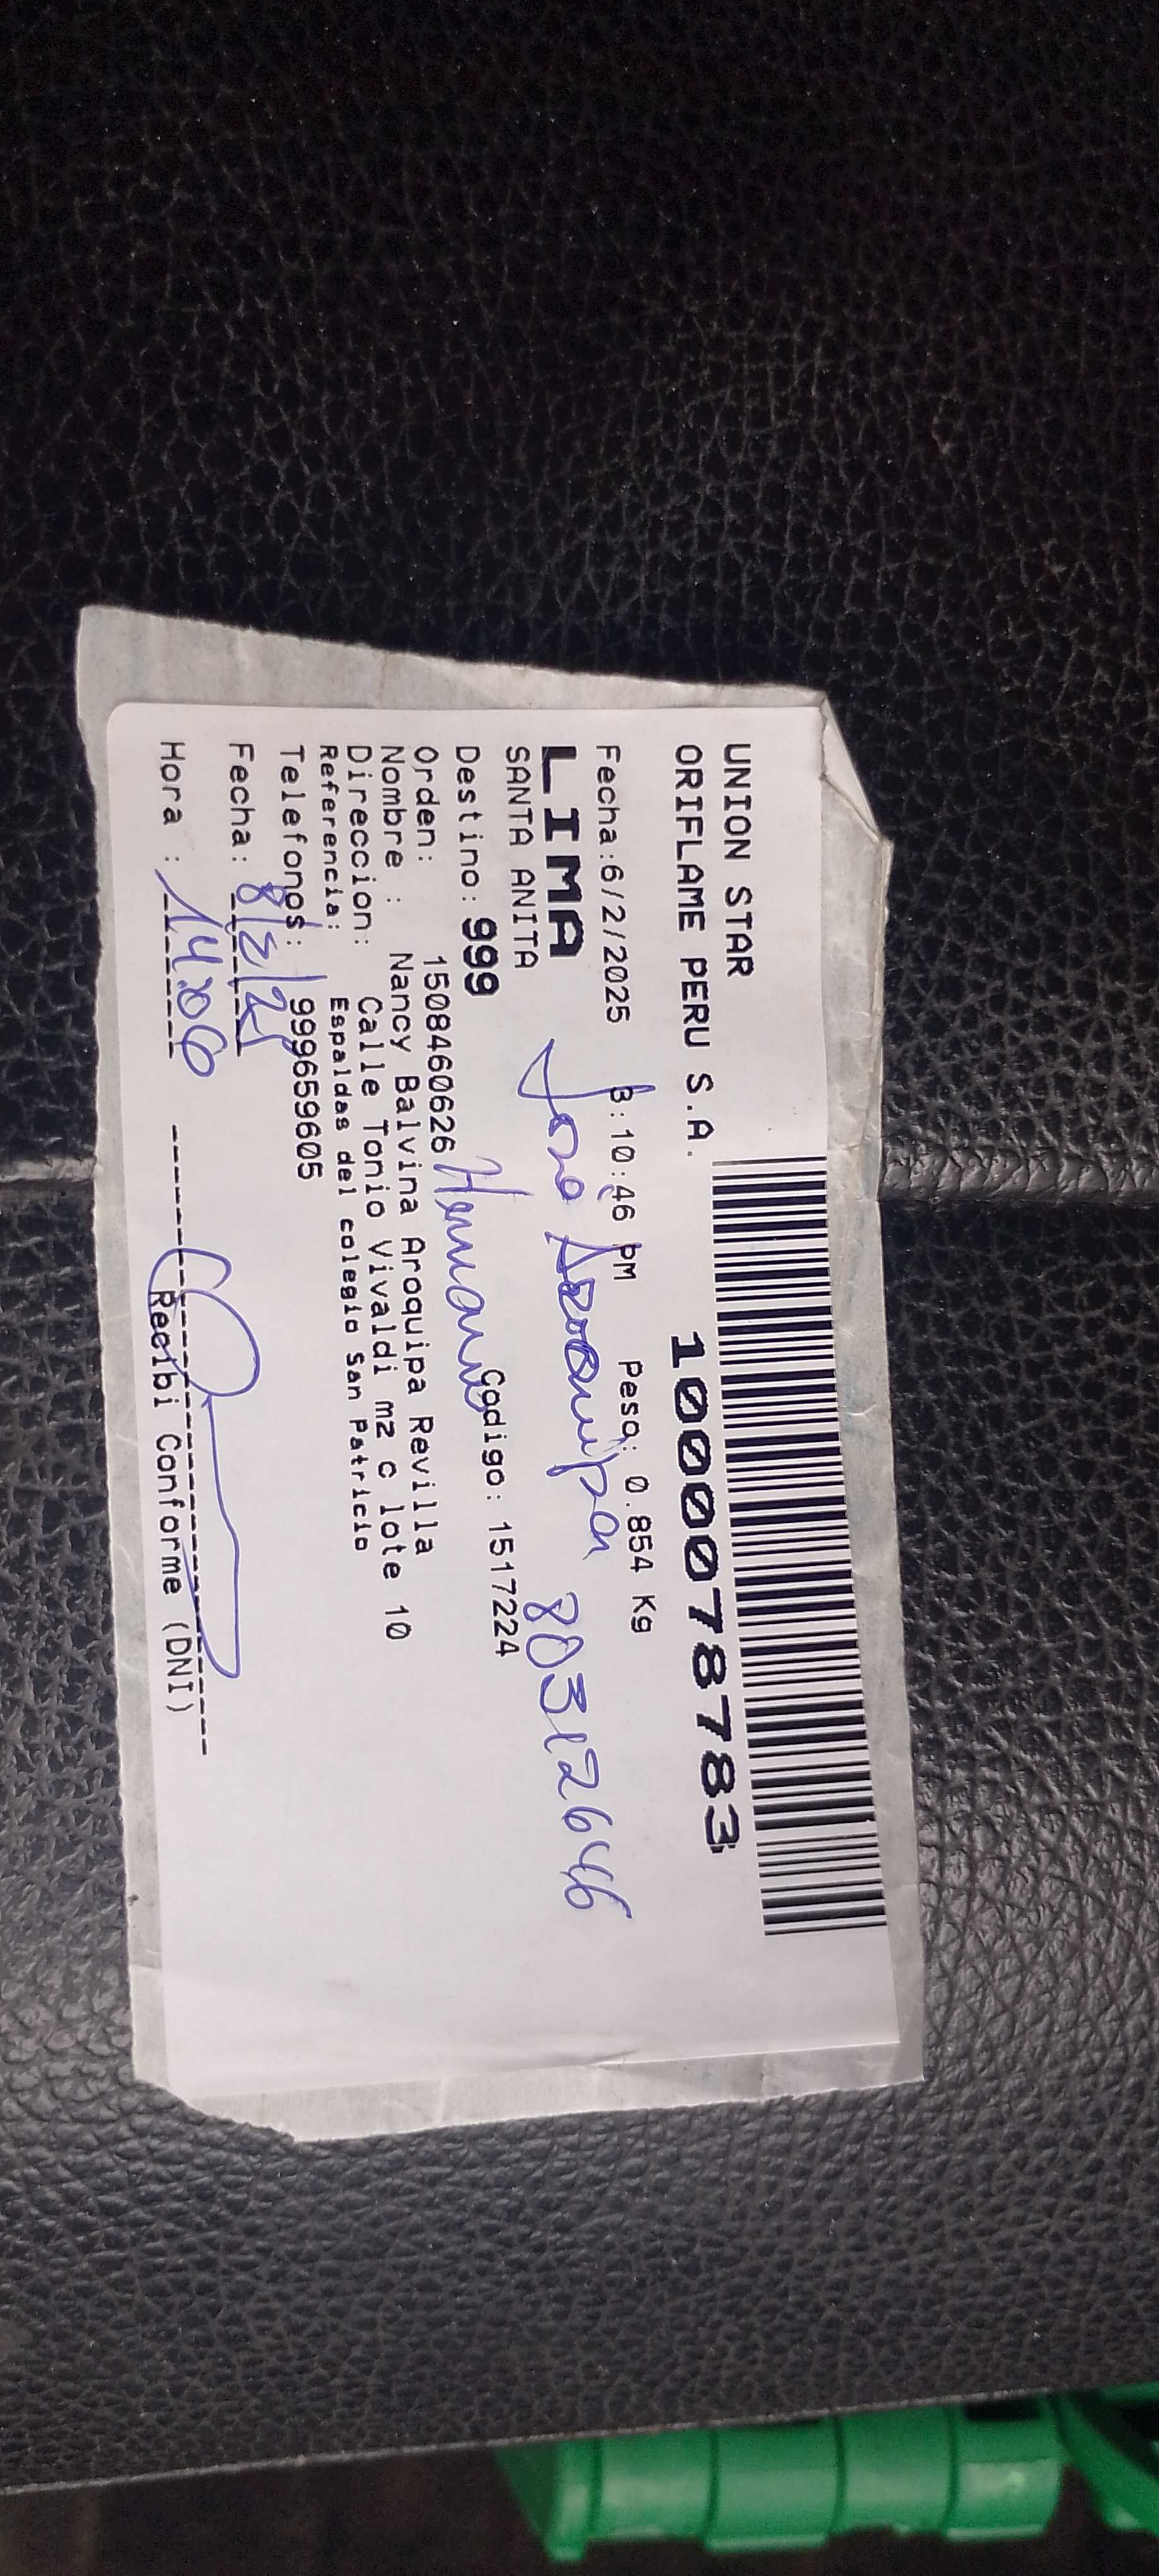 UNION STAR
ORIFLAME PERU S.A.
1000078783
Fecha:6/2/2025 3:10:46 PM Peso: 0.854 Kg
LIMA Jose Aroquipa 80312646
SANTA ANITA
Destino: 999 Codigo: 1517224
Hermano
Orden: 1508460626
Nombre : Nancy Balvina Aroquipa Revilla
Direccion: Calle Tonio Vivaldi mz c lote 10
Referencia: Espaldas del colegio San Patricio
Telefonos: 999659605
Fecha: 8/2/25
Hora : 14:00
Recibi Conforme (DNI)